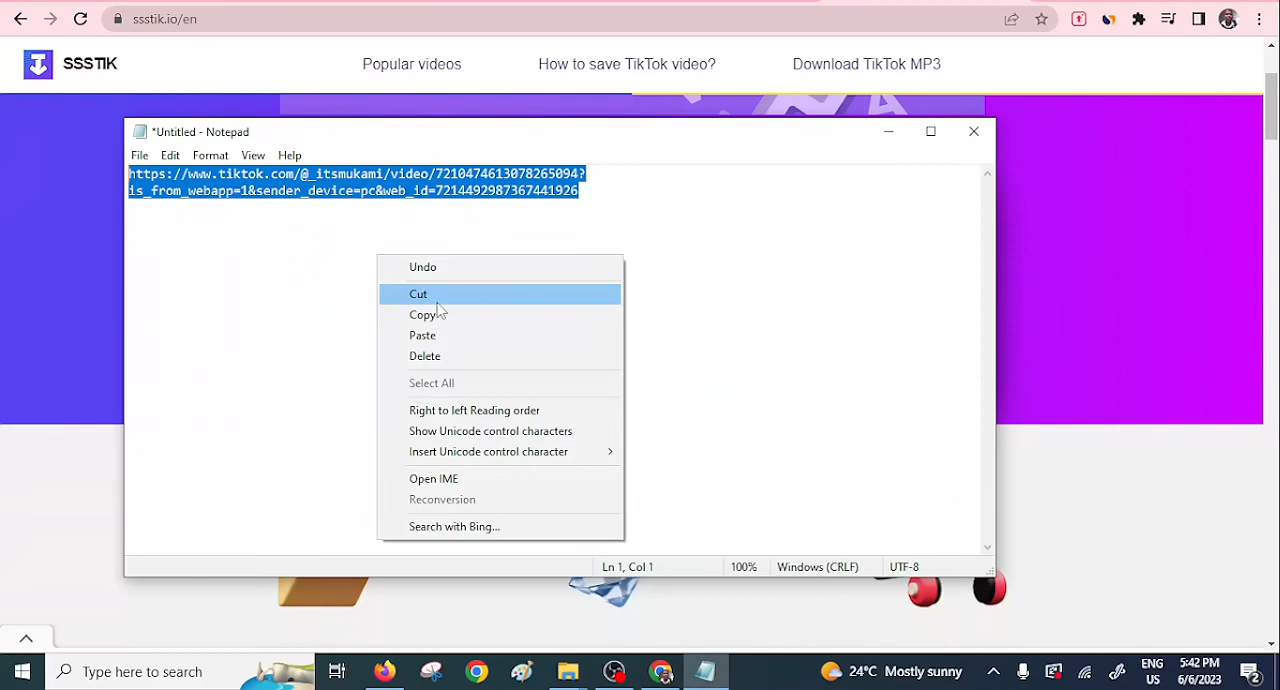 ssstik.io/en
SSSTIK
Popular videos
How to save TikTok video?
Download TikTok MP3
*Untitled - Notepad
File Edit Format View Help
https://www.tiktok.com/@_itsmukami/video/7210474613078265094?
is_from_webapp=1&sender_device=pc&web_id=7214492987367441926
Undo
Cut
Copy
Paste
Delete
Select All
Right to left Reading order
Show Unicode control characters
Insert Unicode control character
Open IME
Reconversion
Search with Bing...
Ln 1, Col 1
100%
Windows (CRLF)
UTF-8
Type here to search
24°C Mostly sunny
ENG
US
5:42 PM
6/6/2023
2